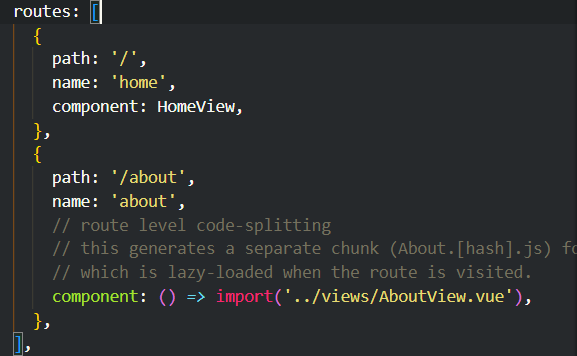 routes: [
{
path: '/',
name: 'home',
component: HomeView,
},
{
path: '/about',
name: 'about',
// route level code-splitting
// this generates a separate chunk (About.[hash].js) fo
// which is lazy-loaded when the route is visited.
component: () => import('../views/AboutView.vue'),
},
],